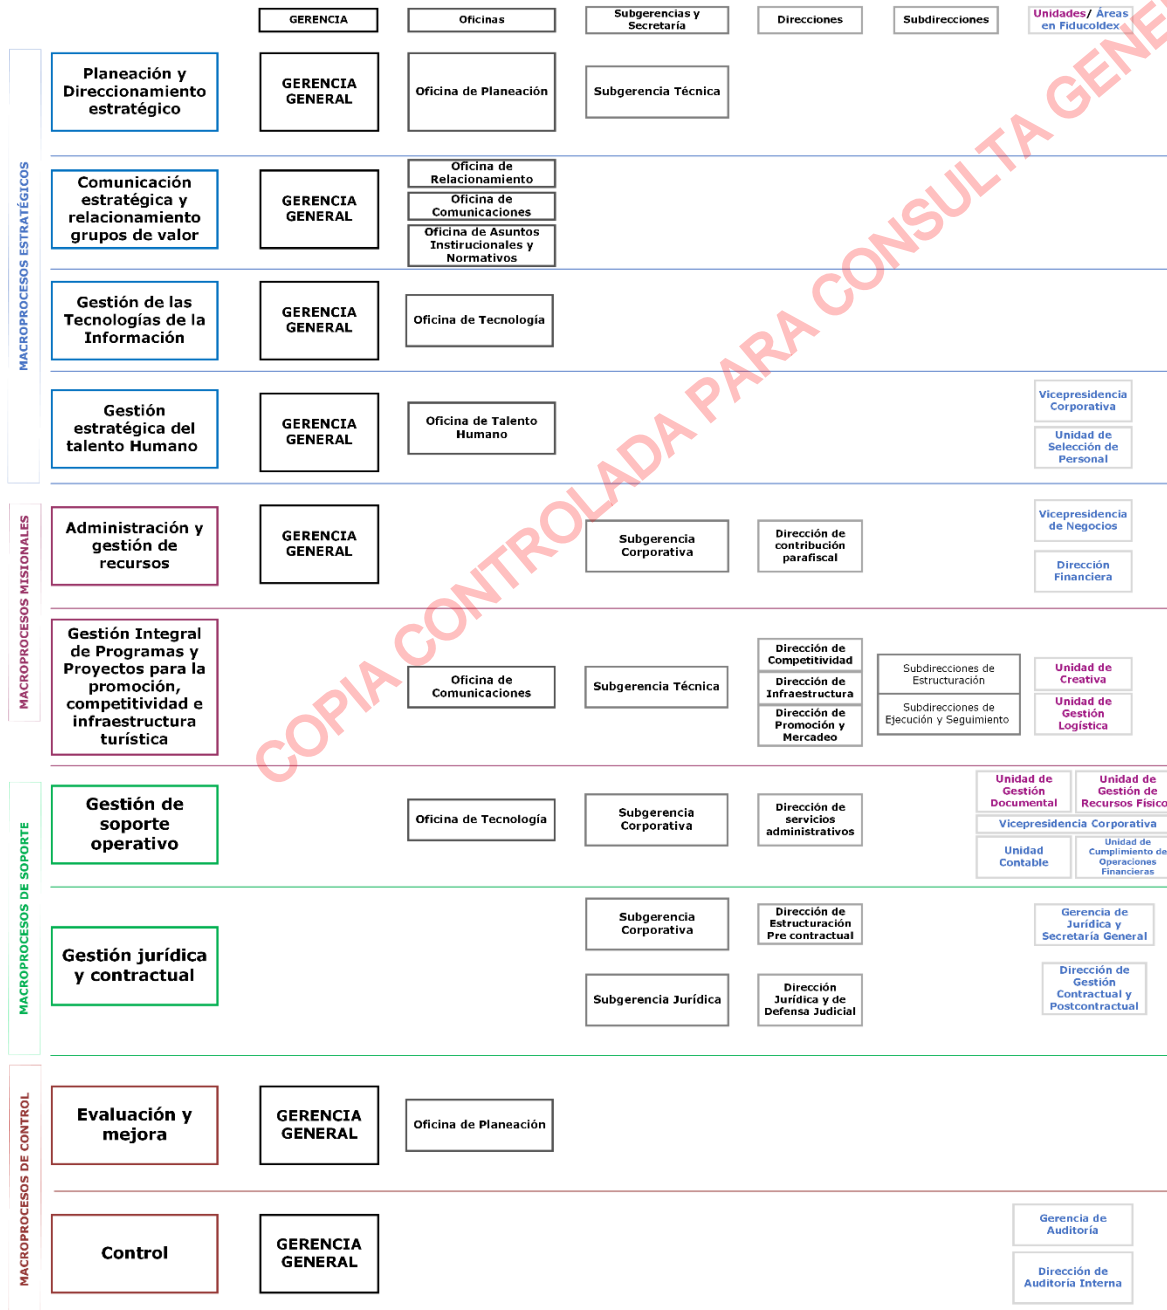 GERENCIA
Oficinas
Subgerencias y
Secretaría
Direcciones
Subdirecciones
Unidades/ Áreas
en Fiducoldex
MACROPROCESOS ESTRATÉGICOS
Planeación y
Direccionamiento
estratégico
GERENCIA
GENERAL
Oficina de Planeación
Subgerencia Técnica
Comunicación
estratégica y
relacionamiento
grupos de valor
GERENCIA
GENERAL
Oficina de
Relacionamiento
Oficina de
Comunicaciones
Oficina de Asuntos
Instirucionales y
Normativos
Gestión de las
Tecnologías de la
Información
GERENCIA
GENERAL
Oficina de Tecnología
Gestión
estratégica del
talento Humano
GERENCIA
GENERAL
Oficina de Talento
Humano
Vicepresidencia
Corporativa
Unidad de
Selección de
Personal
MACROPROCESOS MISIONALES
Administración y
gestión de
recursos
GERENCIA
GENERAL
Subgerencia
Corporativa
Dirección de
contribución
parafiscal
Vicepresidencia
de Negocios
Dirección
Financiera
Gestión Integral
de Programas y
Proyectos para la
promoción,
competitividad e
infraestructura
turística
Oficina de
Comunicaciones
Subgerencia Técnica
Dirección de
Competitividad
Dirección de
Infraestructura
Dirección de
Promoción y
Mercadeo
Subdirecciones de
Estructuración
Subdirecciones de
Ejecución y Seguimiento
Unidad de
Creativa
Unidad de
Gestión
Logística
MACROPROCESOS DE SOPORTE
Gestión de
soporte
operativo
Oficina de Tecnología
Subgerencia
Corporativa
Dirección de
servicios
administrativos
Unidad de
Gestión
Documental
Unidad de
Gestión de
Recursos Físico
Vicepresidencia Corporativa
Unidad
Contable
Unidad de
Cumplimiento de
Operaciones
Financieras
Gestión jurídica
y contractual
Subgerencia
Corporativa
Dirección de
Estructuración
Pre contractual
Gerencia de
Jurídica y
Secretaría General
Subgerencia Jurídica
Dirección
Jurídica y de
Defensa Judicial
Dirección de
Gestión
Contractual y
Postcontractual
MACROPROCESOS DE CONTROL
Evaluación y
mejora
GERENCIA
GENERAL
Oficina de Planeación
Control
GERENCIA
GENERAL
Gerencia de
Auditoría
Dirección de
Auditoria Interna
COPIA CONTROLADA PARA CONSULTA GENE